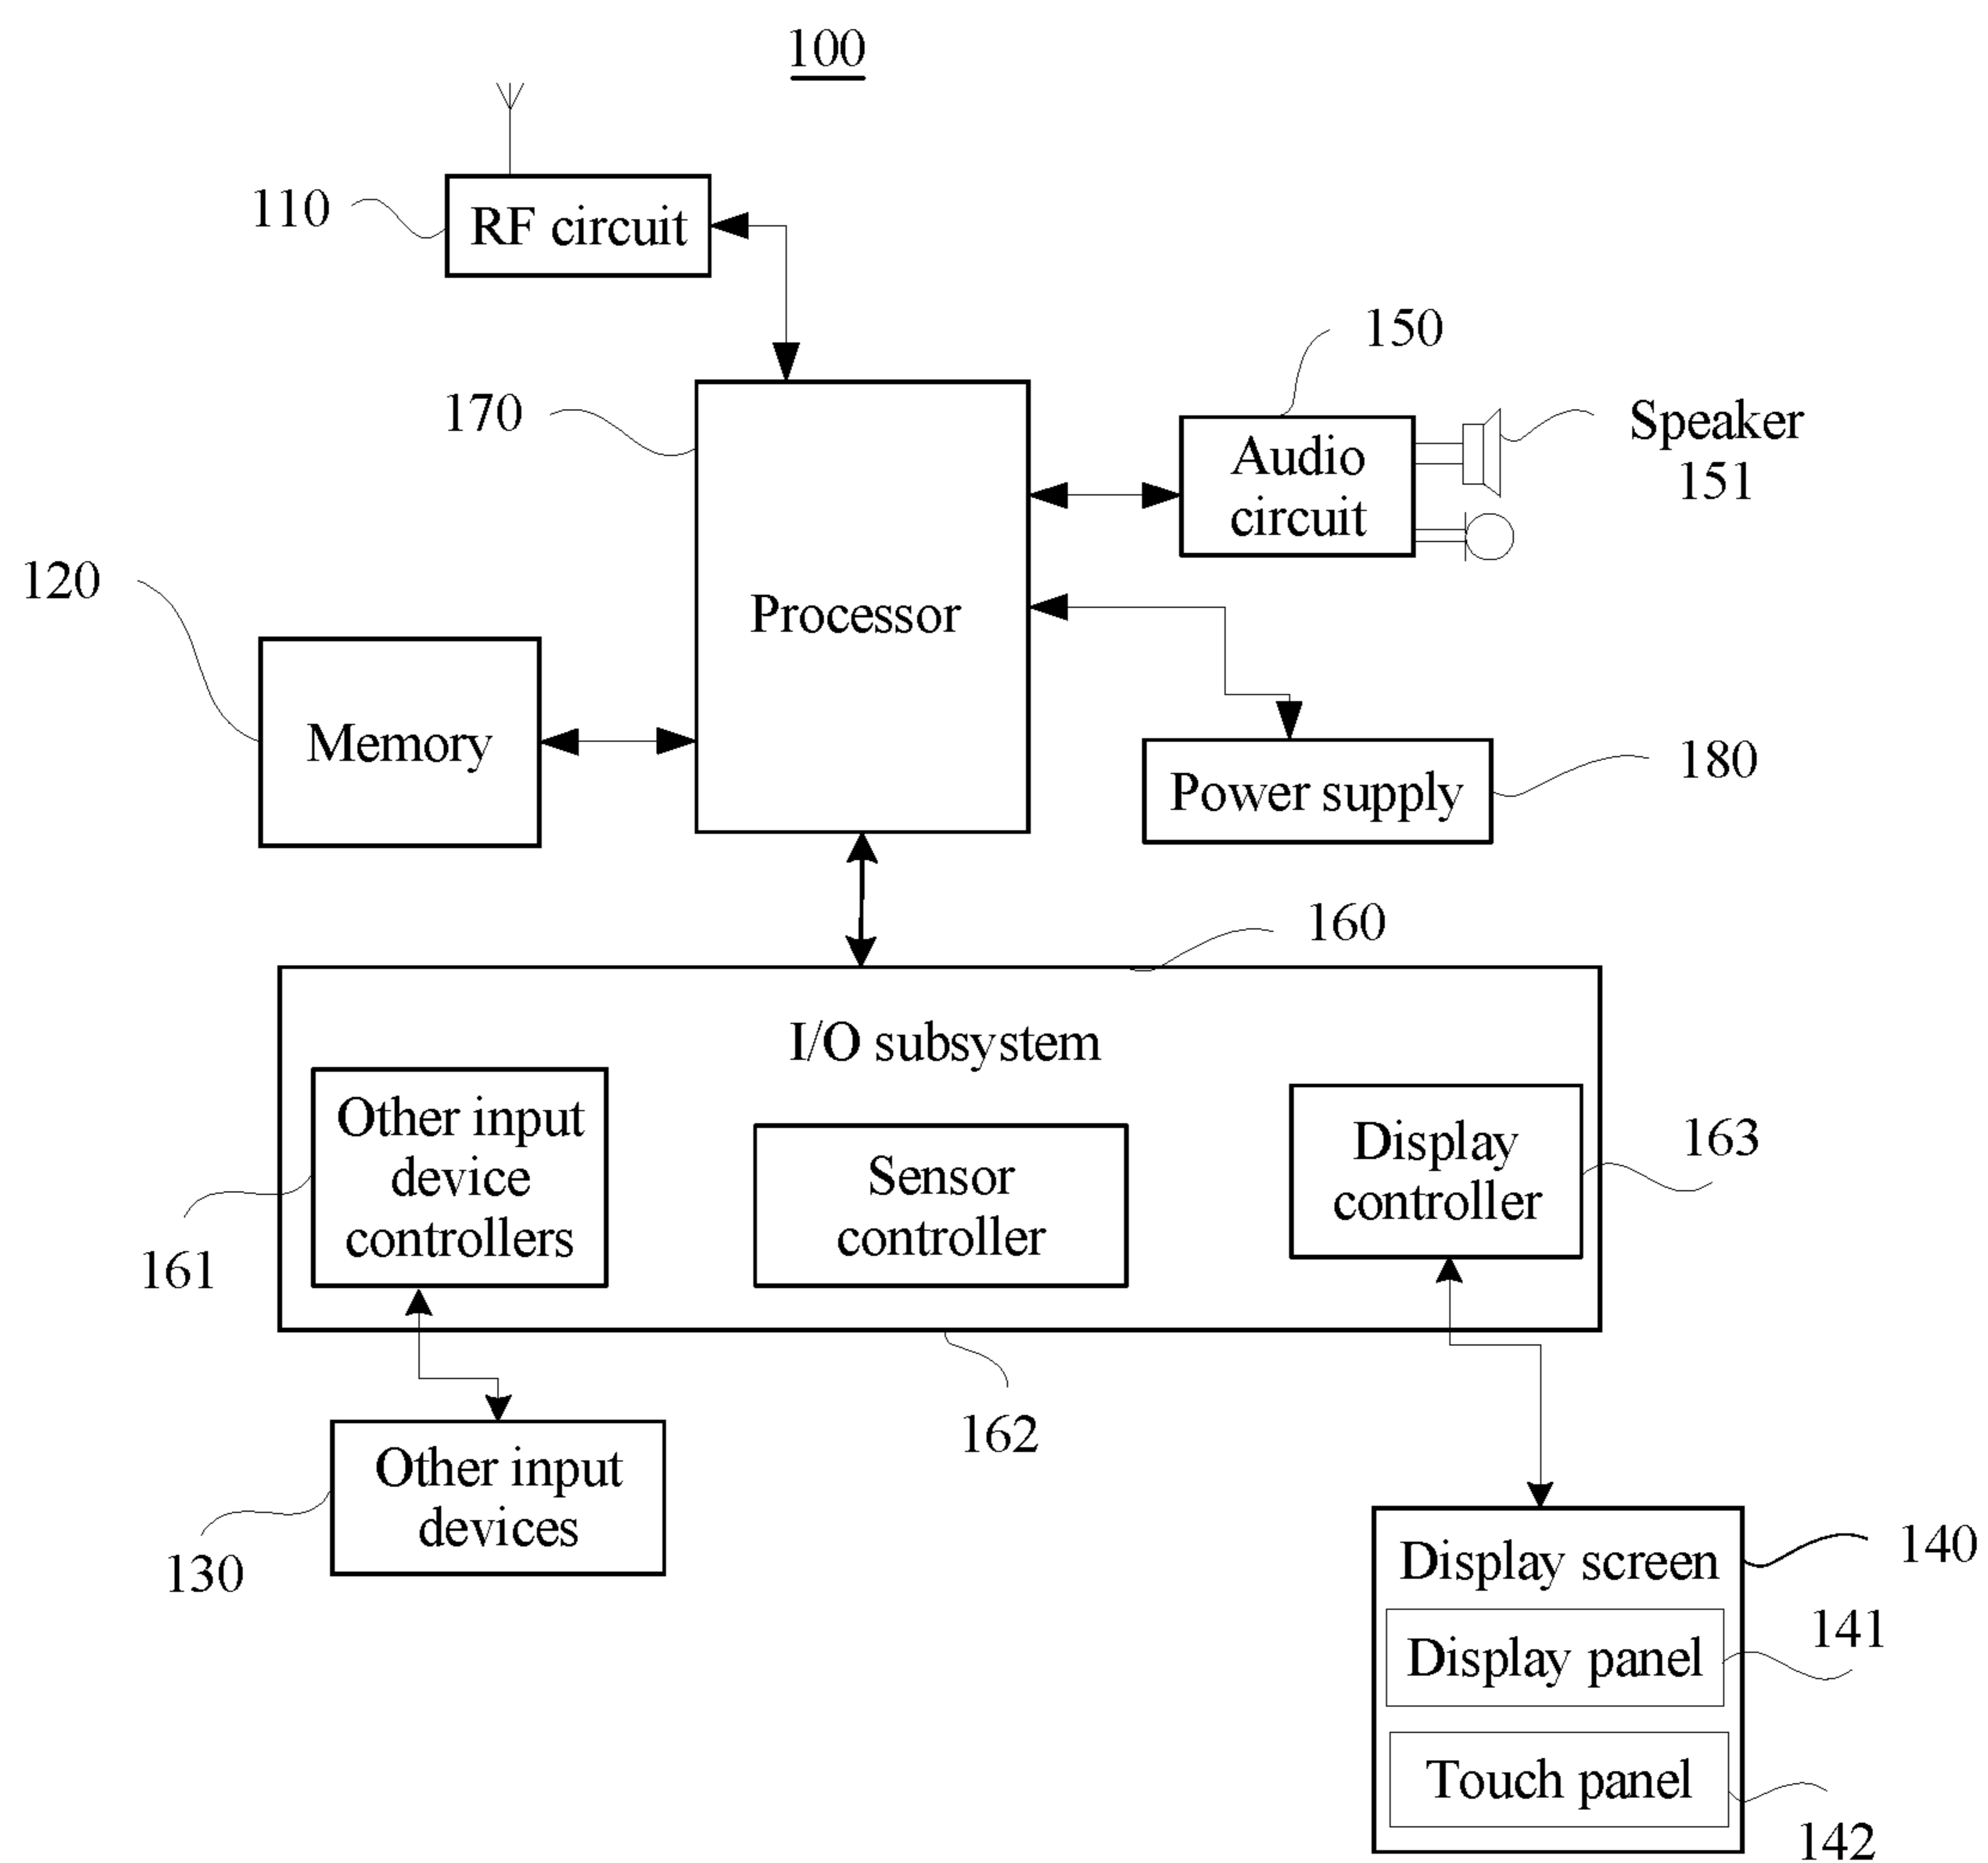 100
110
RF circuit
150
170
Speaker
151
Audio
circuit
120
Processor
Memory
180
Power supply
160
I/O subsystem
Other input
device
controllers
Sensor
controller
Display
controller
163
161
162
Other input
devices
130
Display screen
140
Display panel
141
Touch panel
142